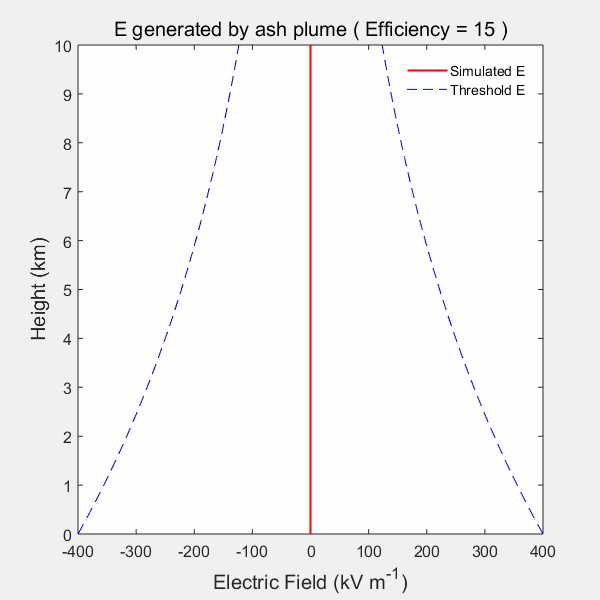 E generated by ash plume ( Efficiency = 15 )
Simulated E
Threshold E
10
9
8
7
6
5
4
3
2
1
0
Height (km)
-400 -300 -200 -100 0 100 200 300 400
Electric Field (kV m-1)